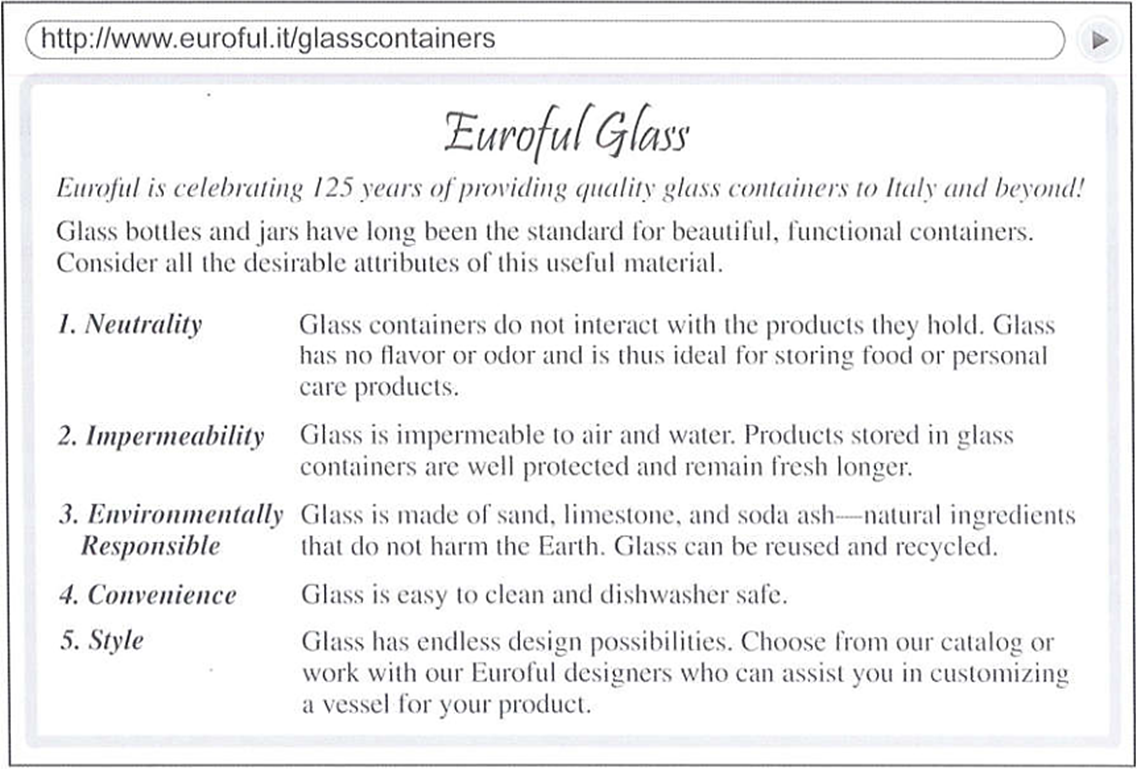 http://www.euroful.it/glasscontainers
Euroful Glass
Euroful is celebrating 125 years of providing quality glass containers to Italy and beyond!
Glass bottles and jars have long been the standard for beautiful, functional containers.
Consider all the desirable attributes of this useful material.
1. Neutrality
Glass containers do not interact with the products they hold. Glass
has no flavor or odor and is thus ideal for storing food or personal
care products.
2. Impermeability
Glass is impermeable to air and water. Products stored in glass
containers are well protected and remain fresh longer.
3. Environmentally
Responsible
Glass is made of sand, limestone, and soda ash—natural ingredients
that do not harm the Earth. Glass can be reused and recycled.
4. Convenience
Glass is easy to clean and dishwasher safe.
5. Style
Glass has endless design possibilities. Choose from our catalog or
work with our Euroful designers who can assist you in customizing
a vessel for your product.